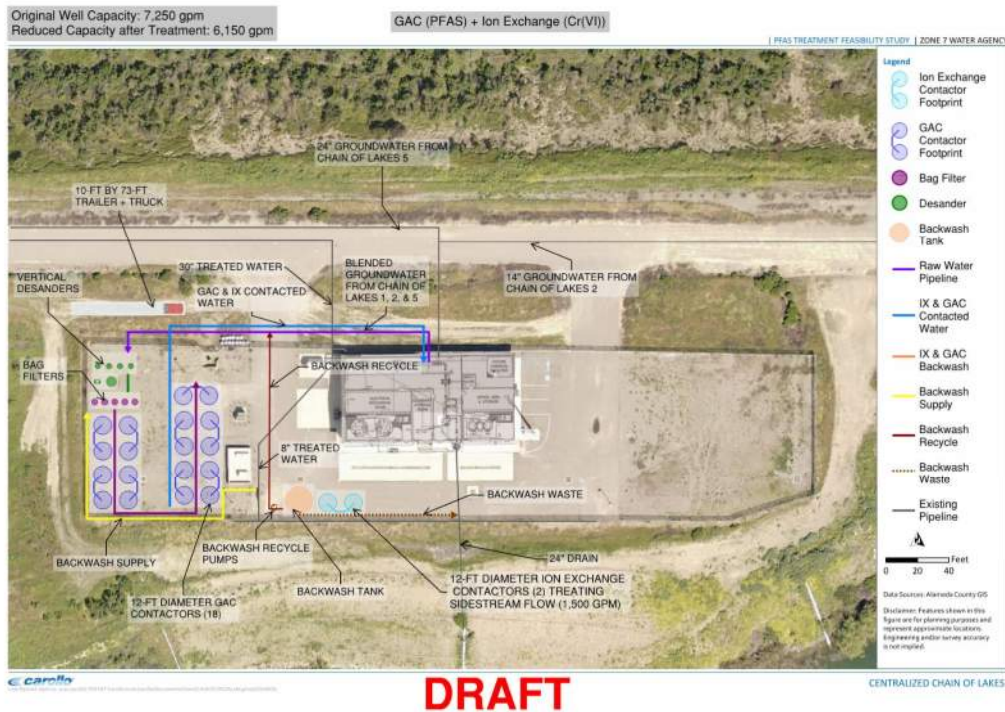 Original Well Capacity: 7,250 gpm
Reduced Capacity after Treatment: 6,150 gpm
GAC (PFAS) + Ion Exchange (Cr(VI))
| PFAS TREATMENT FEASIBILITY STUDY | ZONE 7 WATER AGENCY
24" GROUNDWATER FROM
CHAIN OF LAKES 5
10-FT BY 73-FT
TRAILER + TRUCK
VERTICAL
DESANDERS
30" TREATED WATER
GAC & IX CONTACTED
WATER
BLENDED
GROUNDWATER
FROM CHAIN OF
LAKES 1, 2, & 5
14" GROUNDWATER FROM
CHAIN OF LAKES 2
BAG
FILTERS
BACKWASH RECYCLE
8" TREATED
WATER
BACKWASH WASTE
BACKWASH SUPPLY
BACKWASH RECYCLE
PUMPS
24" DRAIN
12-FT DIAMETER GAC
CONTACTORS (18)
BACKWASH TANK
12-FT DIAMETER ION EXCHANGE
CONTACTORS (2) TREATING
SIDESTREAM FLOW (1,500 GPM)
Legend
Ion Exchange
Contactor
Footprint
GAC
Contactor
Footprint
Bag Filter
Desander
Backwash
Tank
Raw Water
Pipeline
IX & GAC
Contacted
Water
IX & GAC
Backwash
Backwash
Supply
Backwash
Recycle
Backwash
Waste
Existing
Pipeline
Feet
0 20 40
Data Sources: Alameda County GIS
Disclaimer: Features shown in this
figure are for planning purposes and
represent approximate locations.
Engineering and/or survey accuracy
is not implied.
carollo
DRAFT
CENTRALIZED CHAIN OF LAKES